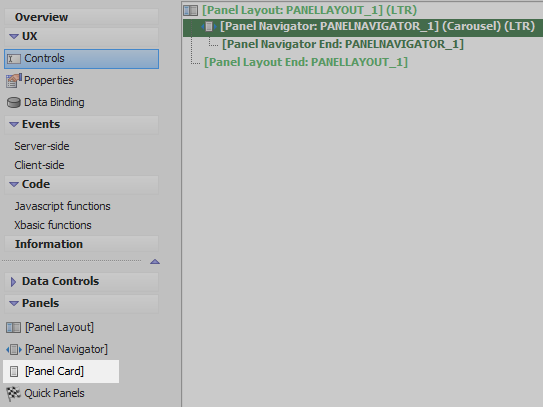 Overview
UX
Controls
Properties
Data Binding
Events
Server-side
Client-side
Code
Javascript functions
Xbasic functions
Information
Data Controls
Panels
[Panel Layout]
[Panel Navigator]
[Panel Card]
Quick Panels
[Panel Layout: PANELLAYOUT_1] (LTR)
[Panel Navigator: PANELNAVIGATOR_1] (Carousel) (LTR)
[Panel Navigator End: PANELNAVIGATOR_1]
[Panel Layout End: PANELLAYOUT_1]